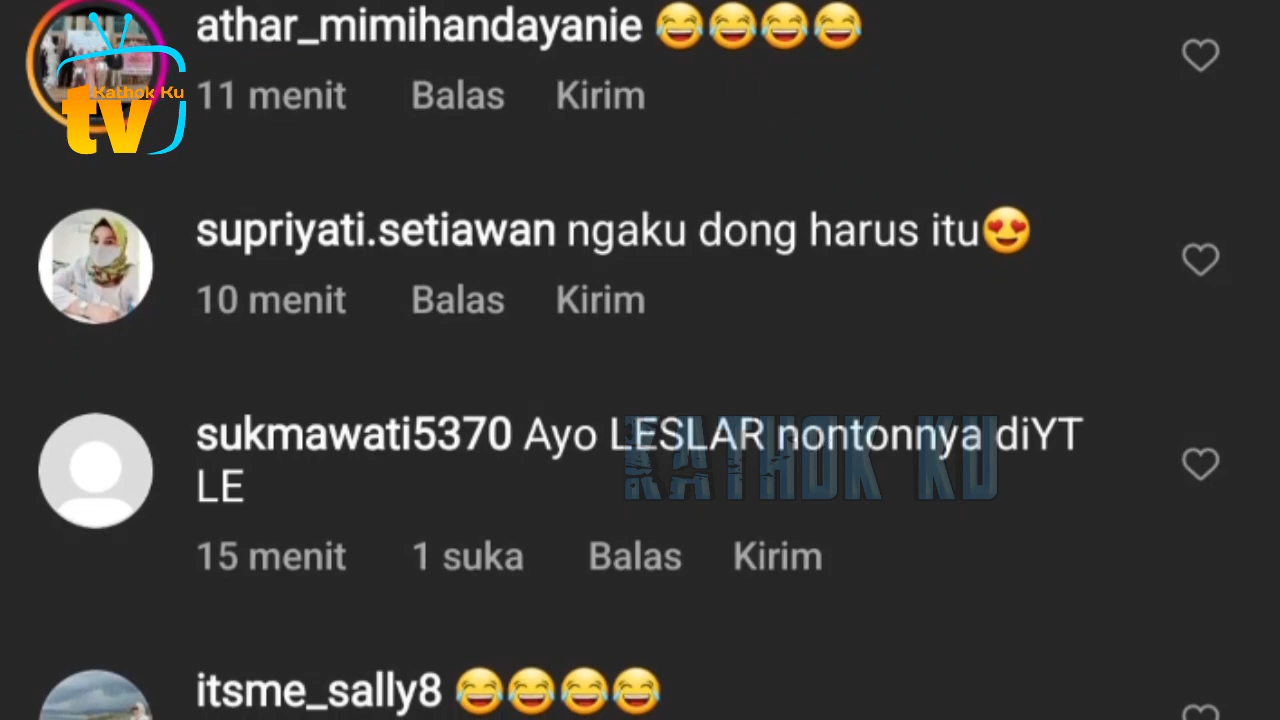 athar_mimihandayanie 😂😂😂😂
Kathok Ku
tv
11 menit Balas Kirim
supriyati.setiawan ngaku dong harus itu😍
10 menit Balas Kirim
sukmawati5370 Ayo LESLAR nontonnya diYT
LE
KATHOK KU
15 menit 1 suka Balas Kirim
itsme_sally8 😂😂😂😂